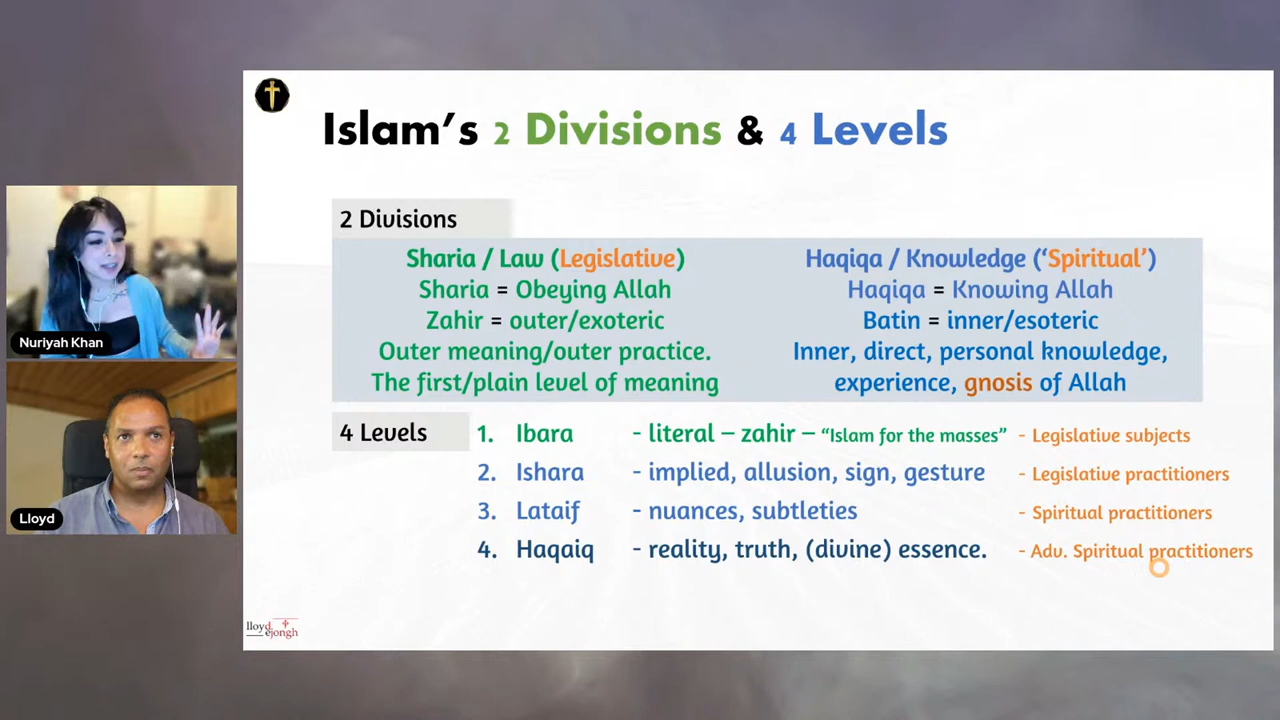 Islam's 2 Divisions & 4 Levels
2 Divisions
Sharia / Law (Legislative)
Sharia = Obeying Allah
Zahir = outer/exoteric
Outer meaning/outer practice.
The first/plain level of meaning
Haqiqa / Knowledge ('Spiritual')
Haqiqa = Knowing Allah
Batin = inner/esoteric
Inner, direct, personal knowledge,
experience, gnosis of Allah
4 Levels
1. Ibara - literal – zahir – "Islam for the masses" - Legislative subjects
2. Ishara - implied, allusion, sign, gesture - Legislative practitioners
3. Lataif - nuances, subtleties - Spiritual practitioners
4. Haqaiq - reality, truth, (divine) essence. - Adv. Spiritual practitioners
Nuriyah Khan
Lloyd
lloyd
ejongh